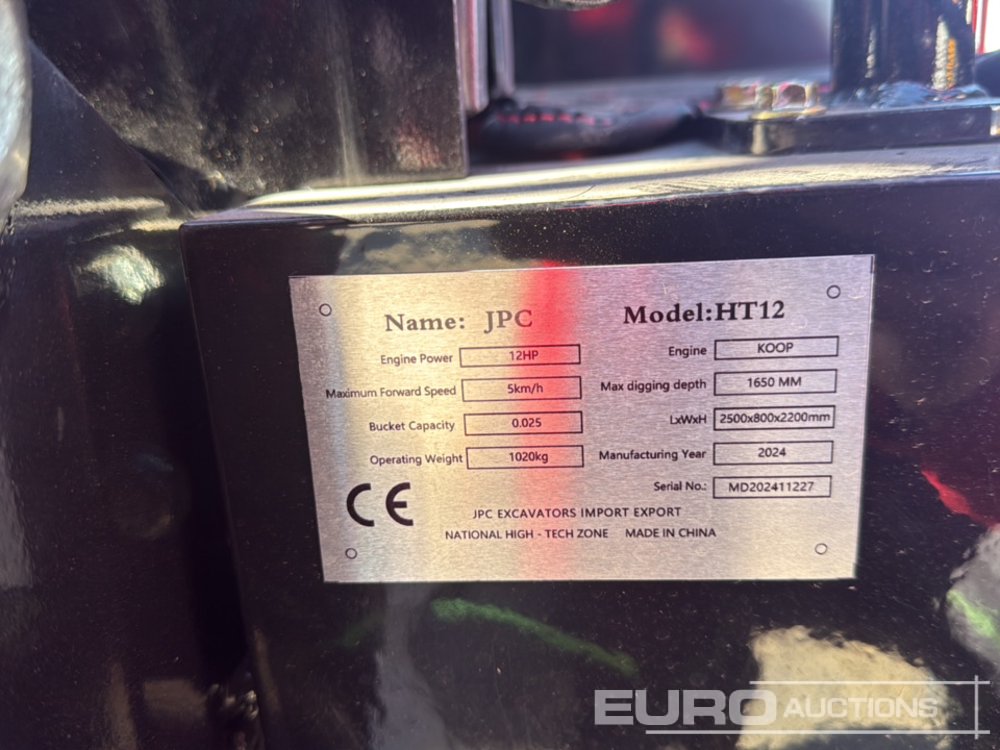 Name: JPC Model:HT12
Engine Power 12HP Engine KOOP
Maximum Forward Speed 5km/h Max digging depth 1650 MM
Bucket Capacity 0.025 LxWxH 2500x800x2200mm
Operating Weight 1020kg Manufacturing Year 2024
Serial No.: MD202411227
CE JPC EXCAVATORS IMPORT EXPORT
NATIONAL HIGH - TECH ZONE MADE IN CHINA
EURO AUCTIONS